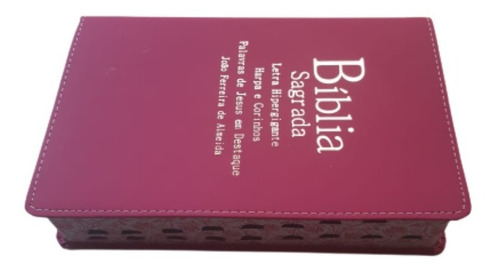 Bíblia
Sagrada
Letra Hipergigante
Harpa e Corinhos
Palavras de Jesus em Destaque
João Ferreira de Almeida